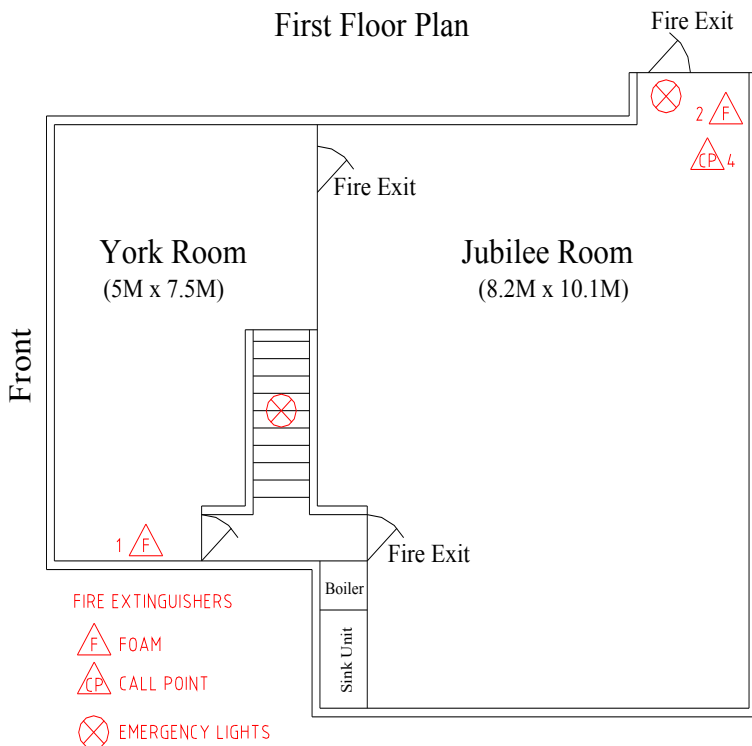 First Floor Plan
Fire Exit
2 F
CP 4
Fire Exit
York Room
(5M x 7.5M)
Jubilee Room
(8.2M x 10.1M)
Front
1 F
Fire Exit
Boiler
Sink Unit
FIRE EXTINGUISHERS
F FOAM
CP CALL POINT
EMERGENCY LIGHTS